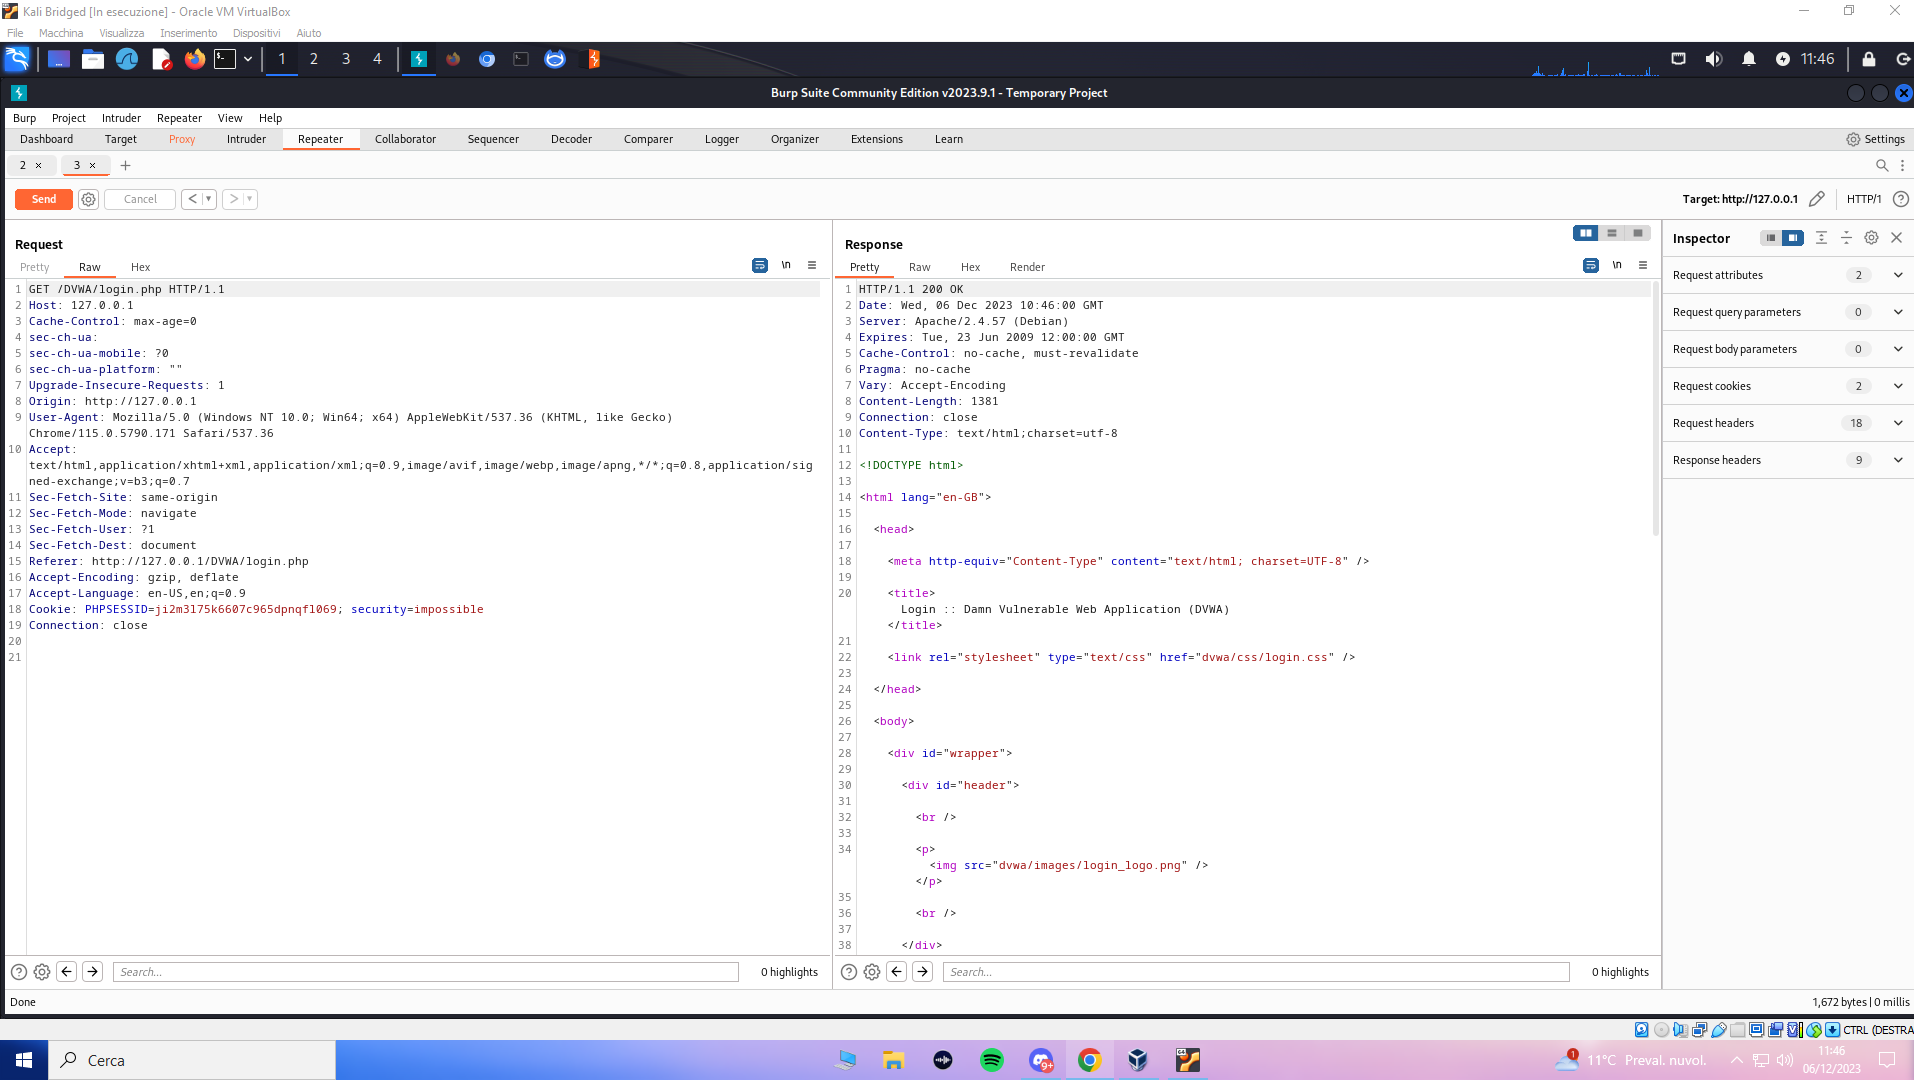 Kali Bridged [In esecuzione] - Oracle VM VirtualBox
File Macchina Visualizza Inserimento Dispositivi Aiuto
1 2 3 4 11:46
Burp Suite Community Edition v2023.9.1 - Temporary Project
Burp Project Intruder Repeater View Help
Dashboard Target Proxy Intruder Repeater Collaborator Sequencer Decoder Comparer Logger Organizer Extensions Learn Settings
2 × 3 × +
Send Cancel < > Target: http://127.0.0.1 HTTP/1
Request
Pretty Raw Hex \n
1 GET /DVWA/login.php HTTP/1.1
2 Host: 127.0.0.1
3 Cache-Control: max-age=0
4 sec-ch-ua:
5 sec-ch-ua-mobile: ?0
6 sec-ch-ua-platform: ""
7 Upgrade-Insecure-Requests: 1
8 Origin: http://127.0.0.1
9 User-Agent: Mozilla/5.0 (Windows NT 10.0; Win64; x64) AppleWebKit/537.36 (KHTML, like Gecko)
Chrome/115.0.5790.171 Safari/537.36
10 Accept:
text/html,application/xhtml+xml,application/xml;q=0.9,image/avif,image/webp,image/apng,*/*;q=0.8,application/sig
ned-exchange;v=b3;q=0.7
11 Sec-Fetch-Site: same-origin
12 Sec-Fetch-Mode: navigate
13 Sec-Fetch-User: ?1
14 Sec-Fetch-Dest: document
15 Referer: http://127.0.0.1/DVWA/login.php
16 Accept-Encoding: gzip, deflate
17 Accept-Language: en-US,en;q=0.9
18 Cookie: PHPSESSID=ji2m3l75k6607c965dpnqfl069; security=impossible
19 Connection: close
20
21
Search... 0 highlights
Response
Pretty Raw Hex Render \n
1 HTTP/1.1 200 OK
2 Date: Wed, 06 Dec 2023 10:46:00 GMT
3 Server: Apache/2.4.57 (Debian)
4 Expires: Tue, 23 Jun 2009 12:00:00 GMT
5 Cache-Control: no-cache, must-revalidate
6 Pragma: no-cache
7 Vary: Accept-Encoding
8 Content-Length: 1381
9 Connection: close
10 Content-Type: text/html;charset=utf-8
11
12 <!DOCTYPE html>
13
14 <html lang="en-GB">
15
16 <head>
17
18 <meta http-equiv="Content-Type" content="text/html; charset=UTF-8" />
19
20 <title>
Login :: Damn Vulnerable Web Application (DVWA)
</title>
21
22 <link rel="stylesheet" type="text/css" href="dvwa/css/login.css" />
23
24 </head>
25
26 <body>
27
28 <div id="wrapper">
29
30 <div id="header">
31
32 <br />
33
34 <p>
<img src="dvwa/images/login_logo.png" />
</p>
35
36 <br />
37
38 </div>
Search... 0 highlights
Inspector
Request attributes 2
Request query parameters 0
Request body parameters 0
Request cookies 2
Request headers 18
Response headers 9
Done 1,672 bytes | 0 millis
CTRL (DESTRA
Cerca 9+ 1 11°C Preval. nuvol. 11:46
06/12/2023